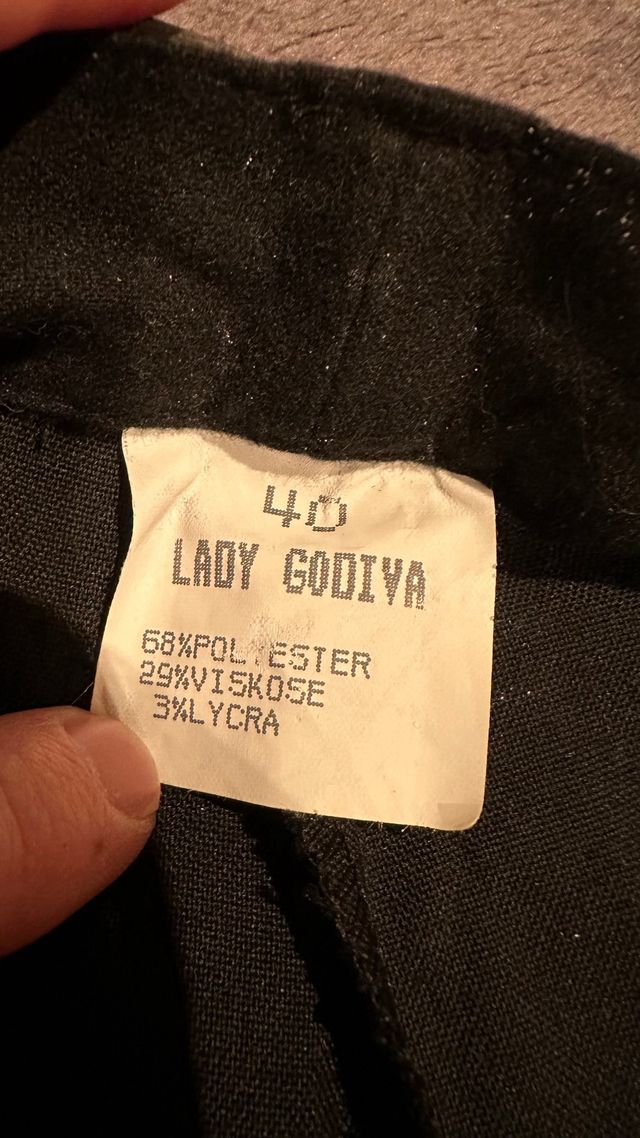 40
LADY GODIVA
68%POLYESTER
29%VISKOSE
3%LYCRA